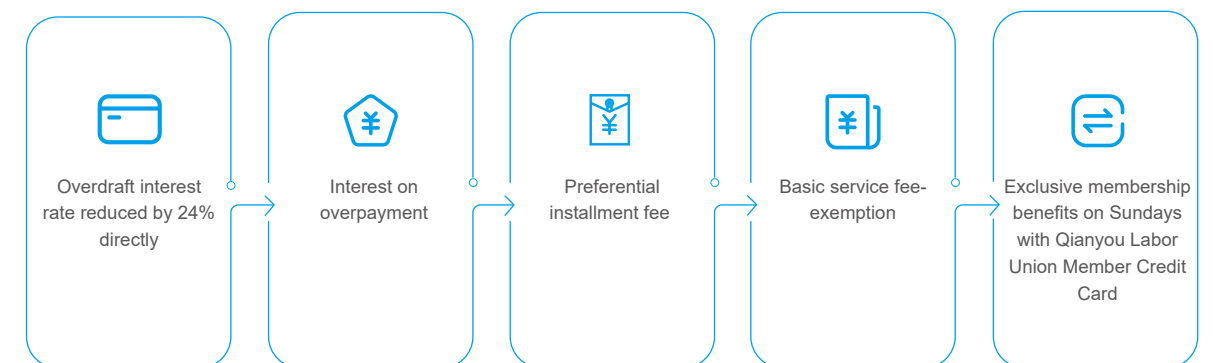 Overdraft interest
rate reduced by 24%
directly
Interest on
overpayment
Preferential
installment fee
Basic service fee-
exemption
Exclusive membership
benefits on Sundays
with Qianyou Labor
Union Member Credit
Card